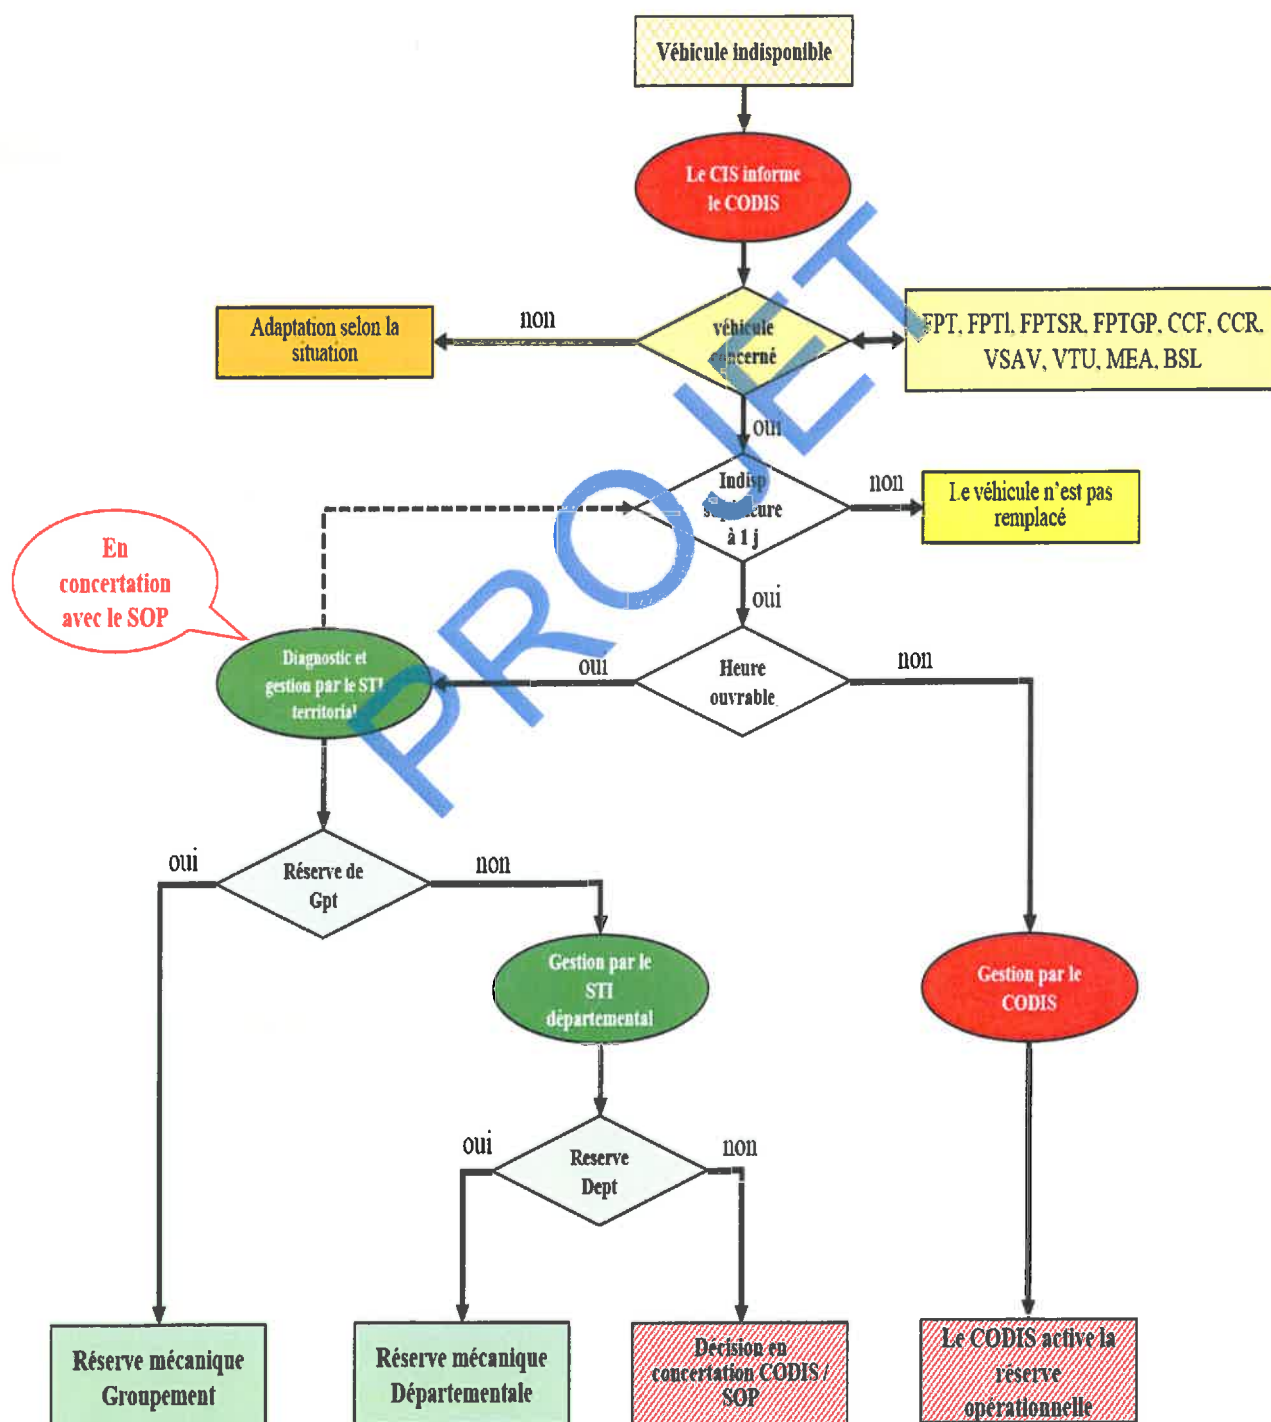 Véhicule indisponible
Le CIS informe
le CODIS
non
Adaptation selon la
situation
véhicule
concerné
FPT, FPTL, FPTSR, FPTGP, CCF, CCR,
VSAV, VTU, MEA, BSL
oui
Indisp
supérieure
à 1 j
non
Le véhicule n'est pas
remplacé
En
concertation
avec le SOP
oui
Diagnostic et
gestion par le STI
territorial
oui
Heure
ouvrable
non
PROJET
oui
Réserve de
Gpt
non
Gestion par le
STI
départemental
Gestion par le
CODIS
oui
Reserve
Dept
non
Réserve mécanique
Groupement
Réserve mécanique
Départementale
Décision en
concertation CODIS /
SOP
Le CODIS active la
réserve
opérationnelle